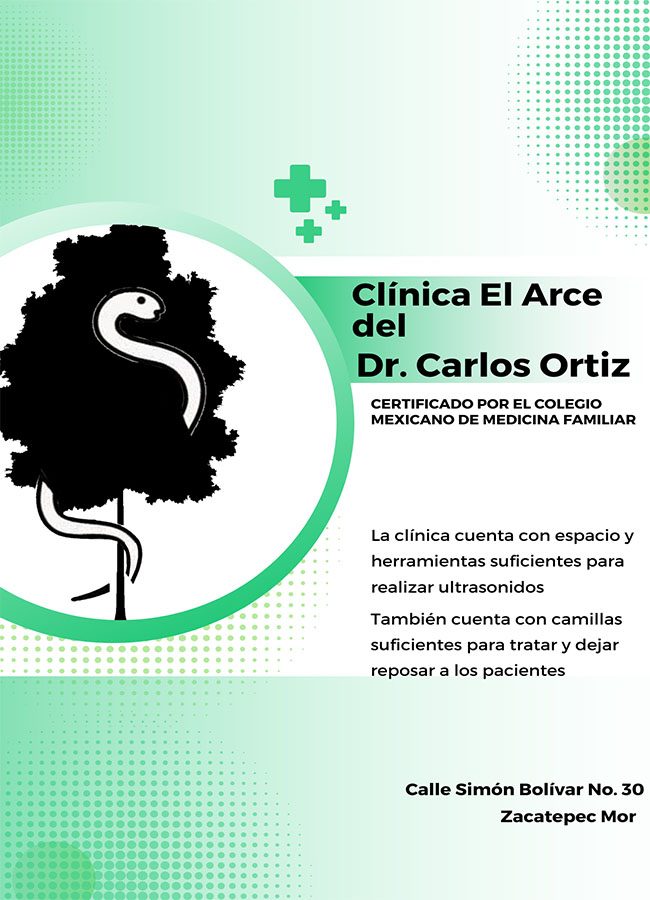 Clínica El Arce
del
Dr. Carlos Ortiz
CERTIFICADO POR EL COLEGIO
MEXICANO DE MEDICINA FAMILIAR
La clínica cuenta con espacio y
herramientas suficientes para
realizar ultrasonidos
También cuenta con camillas
suficientes para tratar y dejar
reposar a los pacientes
Calle Simón Bolívar No. 30
Zacatepec Mor